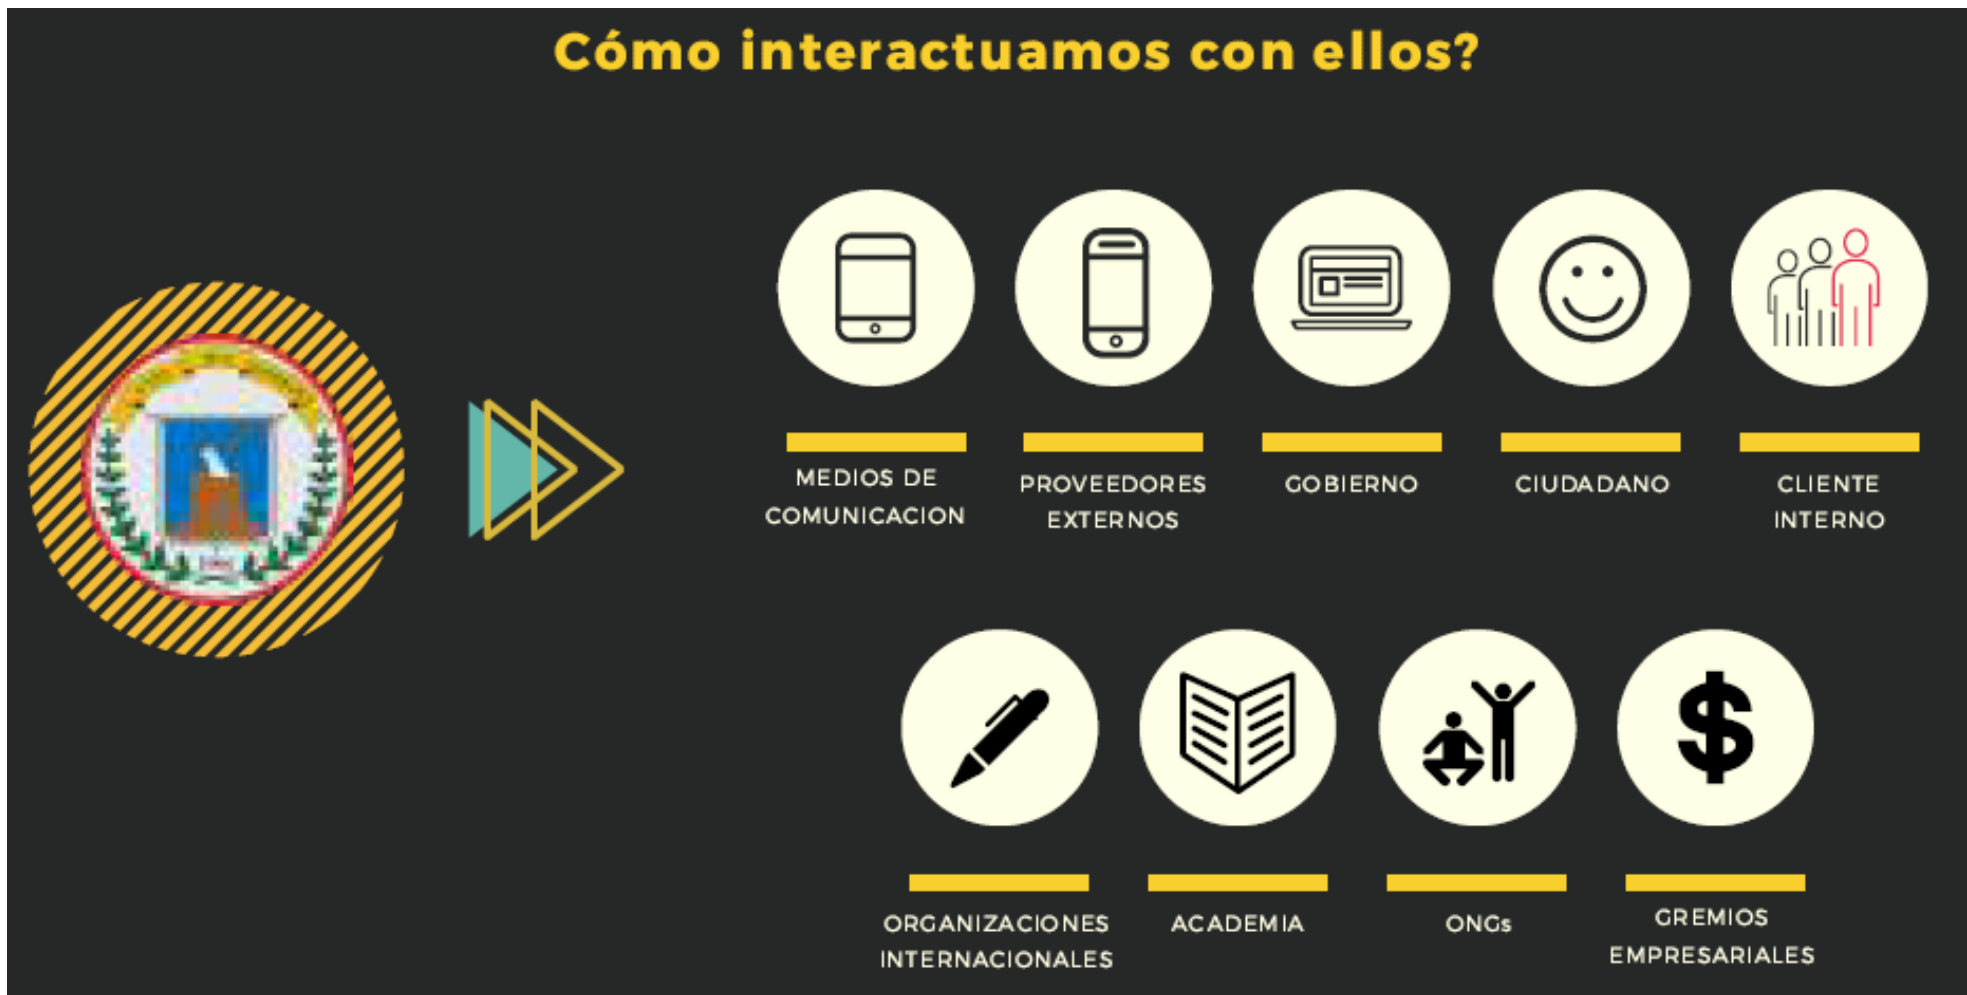 Cómo interactuamos con ellos?
MEDIOS DE
COMUNICACION
PROVEEDORES
EXTERNOS
GOBIERNO
CIUDADANO
CLIENTE
INTERNO
ORGANIZACIONES
INTERNACIONALES
ACADEMIA
ONGs
GREMIOS
EMPRESARIALES